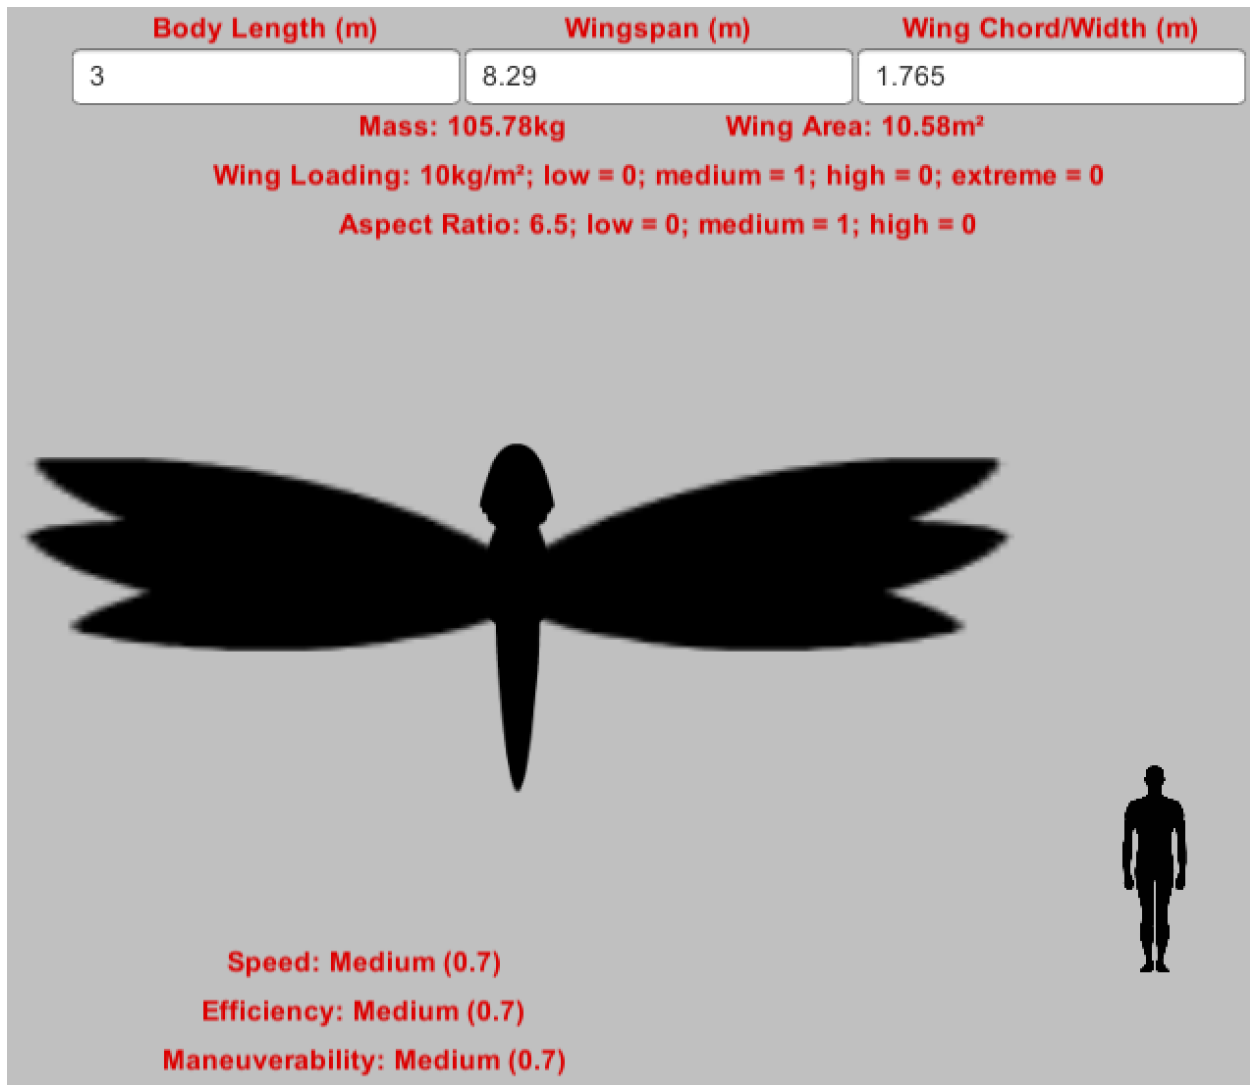 Body Length (m) Wingspan (m) Wing Chord/Width (m)
3 8.29 1.765
Mass: 105.78kg Wing Area: 10.58m²
Wing Loading: 10kg/m²; low = 0; medium = 1; high = 0; extreme = 0
Aspect Ratio: 6.5; low = 0; medium = 1; high = 0
Speed: Medium (0.7)
Efficiency: Medium (0.7)
Maneuverability: Medium (0.7)